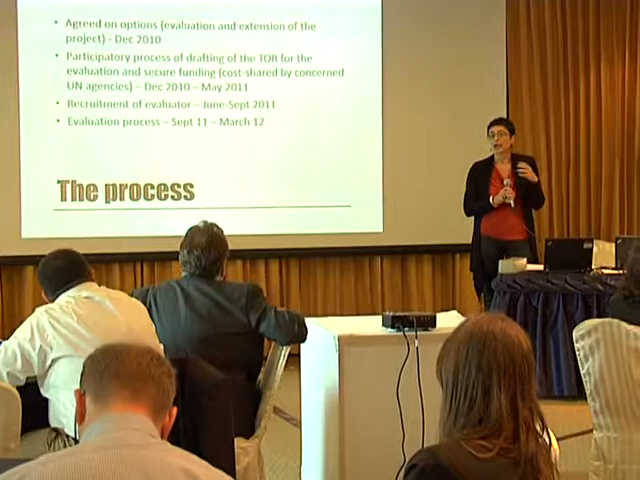 • Agreed on options (evaluation and extension of the
project) - Dec 2010
• Participatory process of drafting of the TOR for the
evaluation and secure funding (cost-shared by concerned
UN agencies) – Dec 2010 – May 2011
• Recruitment of evaluator – June-Sept 2011
• Evaluation process – Sept 11 – March 12
The process